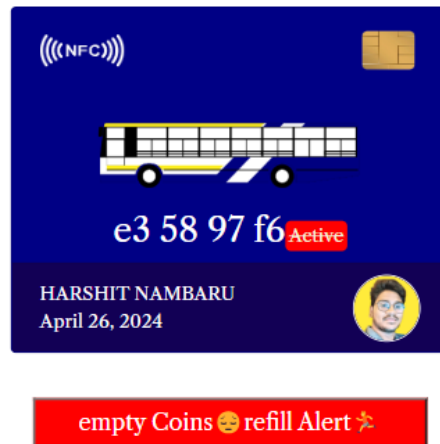 (((NFC)))
e3 58 97 f6 Active
HARSHIT NAMBARU
April 26, 2024
empty Coins😔refill Alert🏃